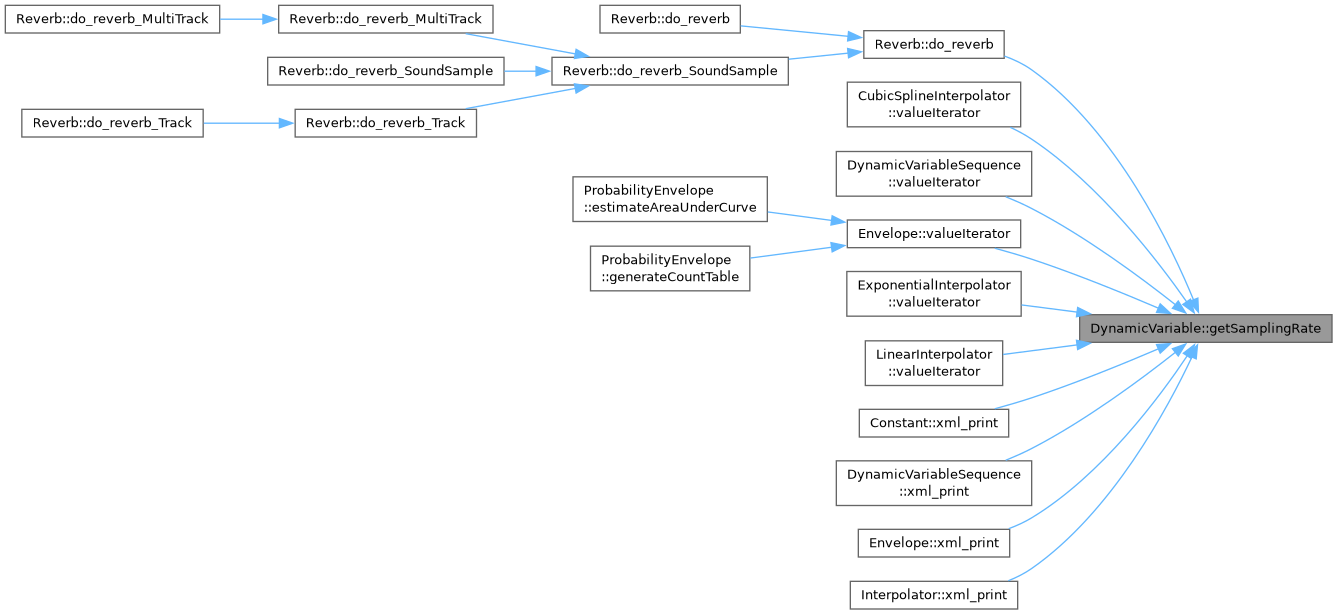 Reverb::do_reverb_MultiTrack
Reverb::do_reverb_MultiTrack
Reverb::do_reverb
Reverb::do_reverb
Reverb::do_reverb_SoundSample
Reverb::do_reverb_SoundSample
Reverb::do_reverb_Track
Reverb::do_reverb_Track
CubicSplineInterpolator
::valueIterator
DynamicVariableSequence
::valueIterator
ProbabilityEnvelope
::estimateAreaUnderCurve
Envelope::valueIterator
ProbabilityEnvelope
::generateCountTable
ExponentialInterpolator
::valueIterator
DynamicVariable::getSamplingRate
LinearInterpolator
::valueIterator
Constant::xml_print
DynamicVariableSequence
::xml_print
Envelope::xml_print
Interpolator::xml_print